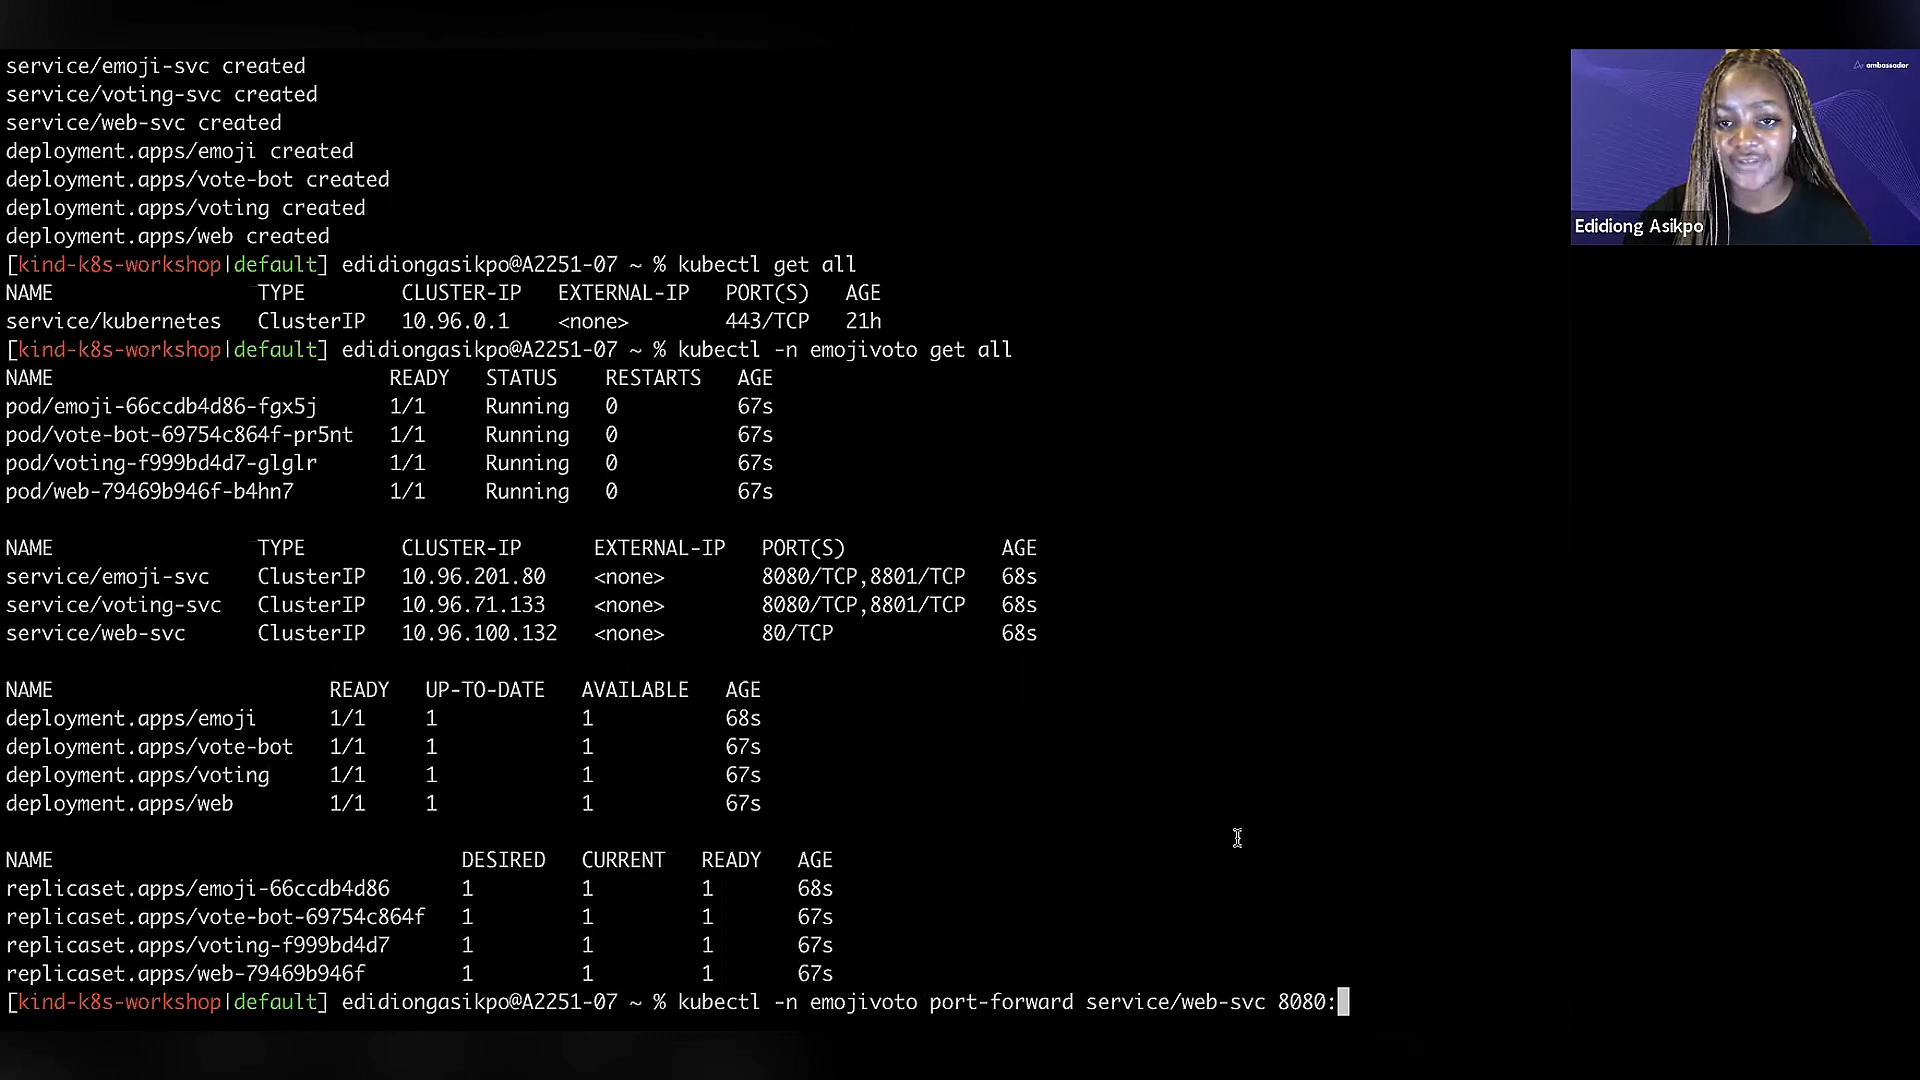 service/emoji-svc created
service/voting-svc created
service/web-svc created
deployment.apps/emoji created
deployment.apps/vote-bot created
deployment.apps/voting created
deployment.apps/web created
[kind-k8s-workshop|default] edidiongasikpo@A2251-07 ~ % kubectl get all
NAME TYPE CLUSTER-IP EXTERNAL-IP PORT(S) AGE
service/kubernetes ClusterIP 10.96.0.1 <none> 443/TCP 21h
[kind-k8s-workshop|default] edidiongasikpo@A2251-07 ~ % kubectl -n emojivoto get all
NAME READY STATUS RESTARTS AGE
pod/emoji-66ccdb4d86-fgx5j 1/1 Running 0 67s
pod/vote-bot-69754c864f-pr5nt 1/1 Running 0 67s
pod/voting-f999bd4d7-glglr 1/1 Running 0 67s
pod/web-79469b946f-b4hn7 1/1 Running 0 67s
NAME TYPE CLUSTER-IP EXTERNAL-IP PORT(S) AGE
service/emoji-svc ClusterIP 10.96.201.80 <none> 8080/TCP,8801/TCP 68s
service/voting-svc ClusterIP 10.96.71.133 <none> 8080/TCP,8801/TCP 68s
service/web-svc ClusterIP 10.96.100.132 <none> 80/TCP 68s
NAME READY UP-TO-DATE AVAILABLE AGE
deployment.apps/emoji 1/1 1 1 68s
deployment.apps/vote-bot 1/1 1 1 67s
deployment.apps/voting 1/1 1 1 67s
deployment.apps/web 1/1 1 1 67s
NAME DESIRED CURRENT READY AGE
replicaset.apps/emoji-66ccdb4d86 1 1 1 68s
replicaset.apps/vote-bot-69754c864f 1 1 1 67s
replicaset.apps/voting-f999bd4d7 1 1 1 67s
replicaset.apps/web-79469b946f 1 1 1 67s
[kind-k8s-workshop|default] edidiongasikpo@A2251-07 ~ % kubectl -n emojivoto port-forward service/web-svc 8080:
ambassador
Edidiong Asikpo